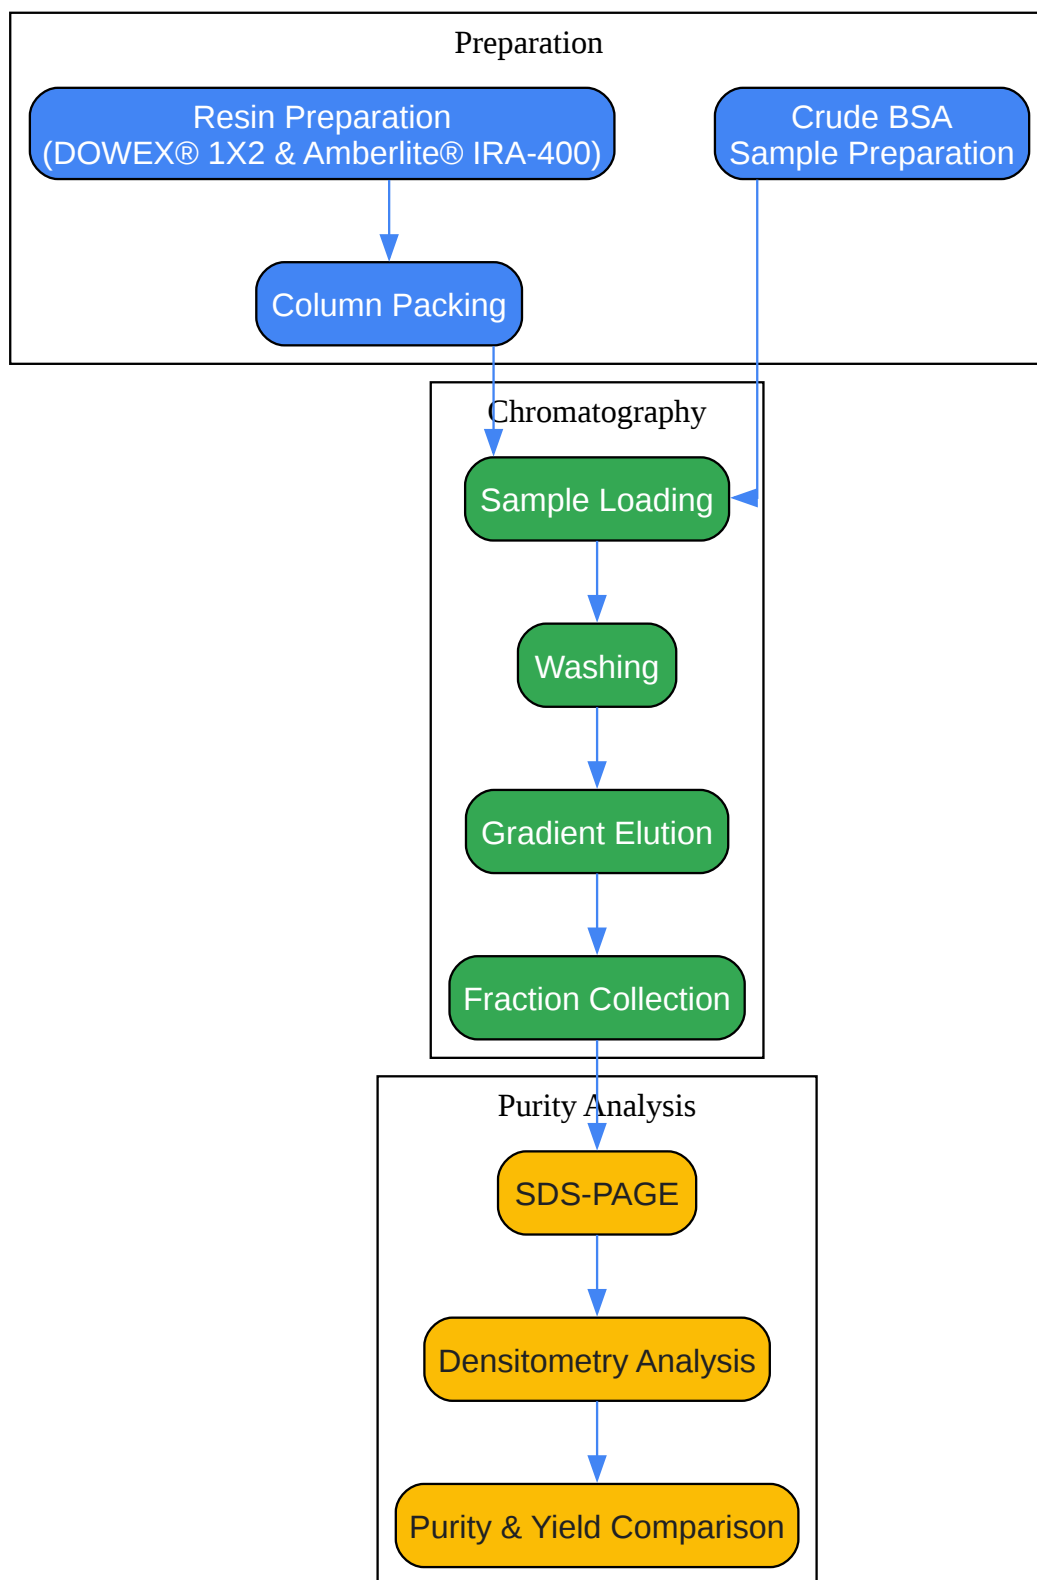 Preparation
Resin Preparation
(DOWEX® 1X2 & Amberlite® IRA-400)
Crude BSA
Sample Preparation
Column Packing
Chromatography
Sample Loading
Washing
Gradient Elution
Fraction Collection
Purity Analysis
SDS-PAGE
Densitometry Analysis
Purity & Yield Comparison